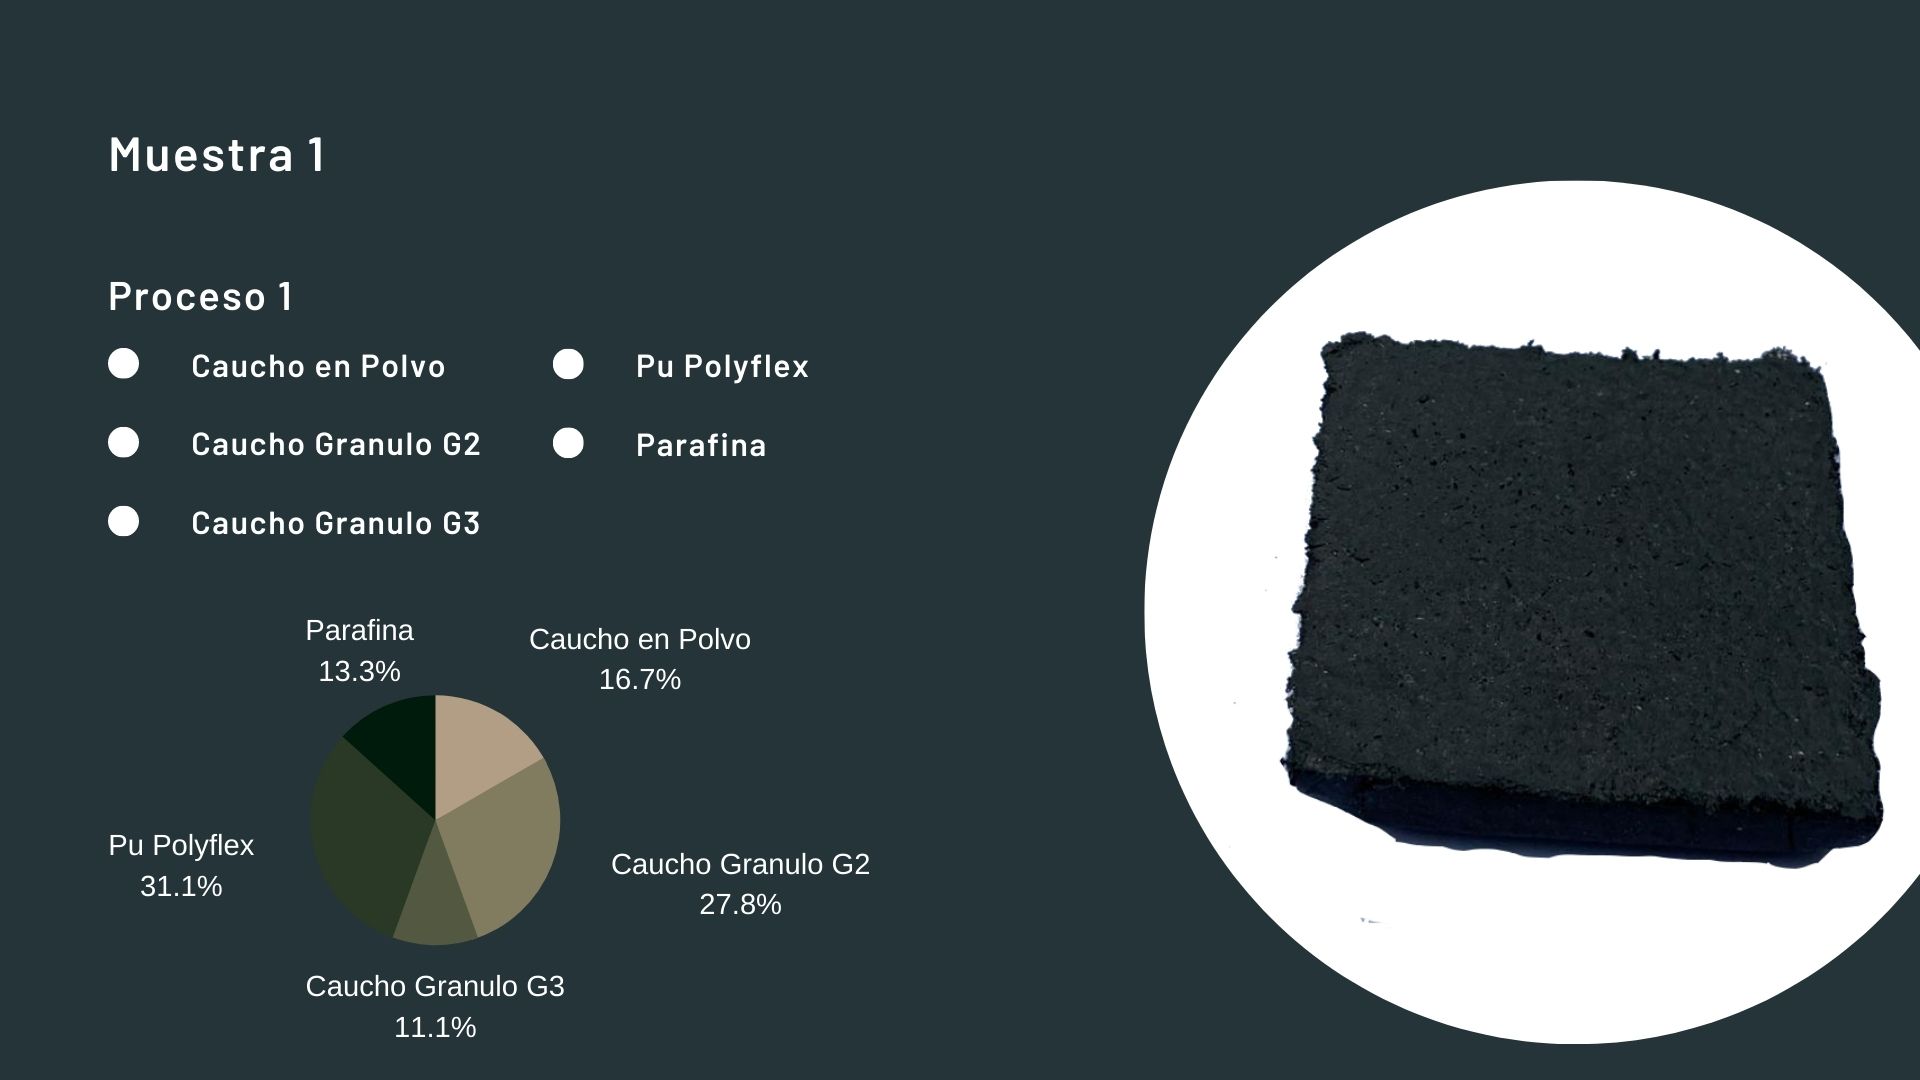 Muestra 1
Proceso 1
Caucho en Polvo
Caucho Granulo G2
Caucho Granulo G3
Pu Polyflex
Parafina
Parafina
13.3%
Caucho en Polvo
16.7%
Pu Polyflex
31.1%
Caucho Granulo G2
27.8%
Caucho Granulo G3
11.1%